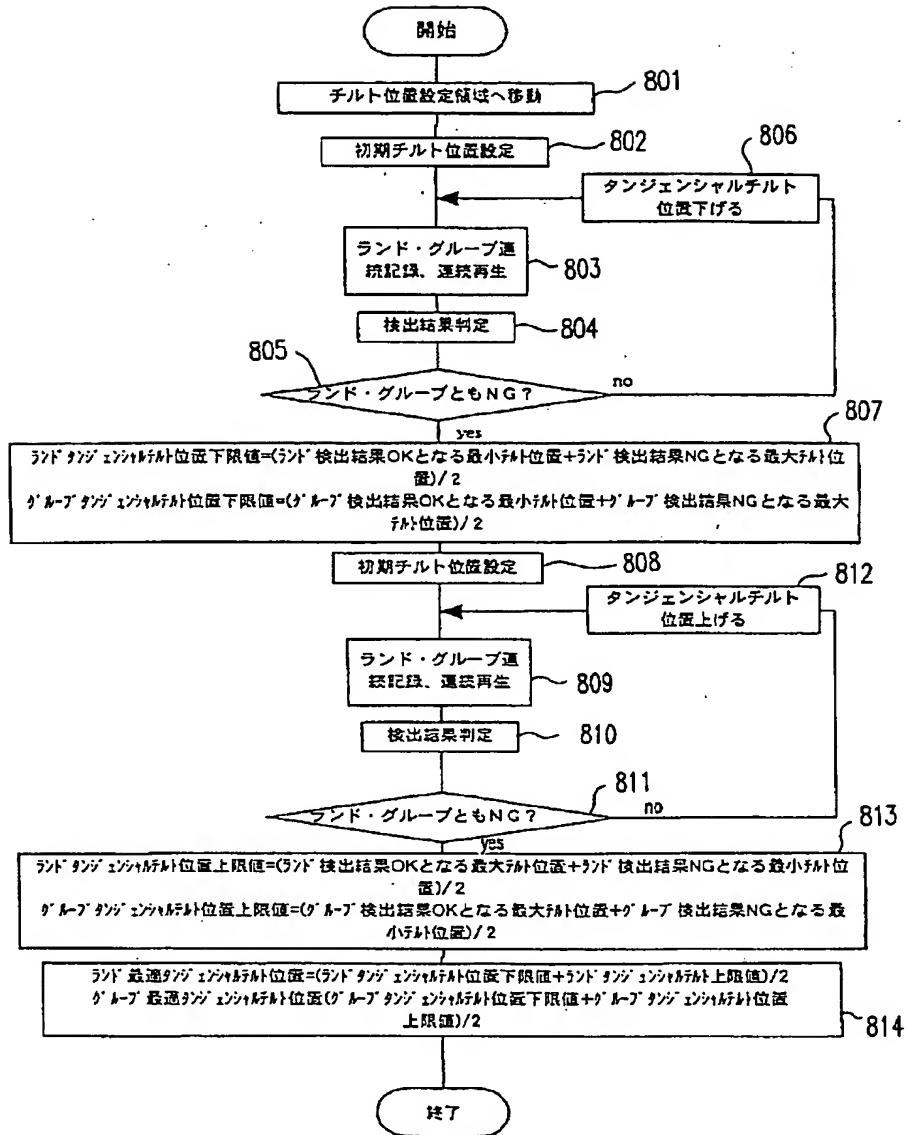 開始
チルト位置設定領域へ移動
801
初期チルト位置設定
802
タンジェンシャルチルト
位置下げる
806
ランド・グループ連
続記録、連続再生
803
検出結果判定
804
805
ランド・グループともNG?
no
yes
807
ランドタンジェンシャルチルト位置下限値=(ランド検出結果OKとなる最小チルト位置+ランド検出結果NGとなる最大チルト位
置)/2
グループタンジェンシャルチルト位置下限値=(グループ検出結果OKとなる最小チルト位置+グループ検出結果NGとなる最大
チルト位置)/2
初期チルト位置設定
808
タンジェンシャルチルト
位置上げる
812
ランド・グループ連
続記録、連続再生
809
検出結果判定
810
811
ランド・グループともNG?
no
yes
813
ランドタンジェンシャルチルト位置上限値=(ランド検出結果OKとなる最大チルト位置+ランド検出結果NGとなる最小チルト位
置)/2
グループタンジェンシャルチルト位置上限値=(グループ検出結果OKとなる最大チルト位置+グループ検出結果NGとなる最
小チルト位置)/2
ランド最適タンジェンシャルチルト位置=(ランドタンジェンシャルチルト位置下限値+ランドタンジェンシャルチルト上限値)/2
グループ最適タンジェンシャルチルト位置(グループタンジェンシャルチルト位置下限値+グループタンジェンシャルチルト位置
上限値)/2
814
終了